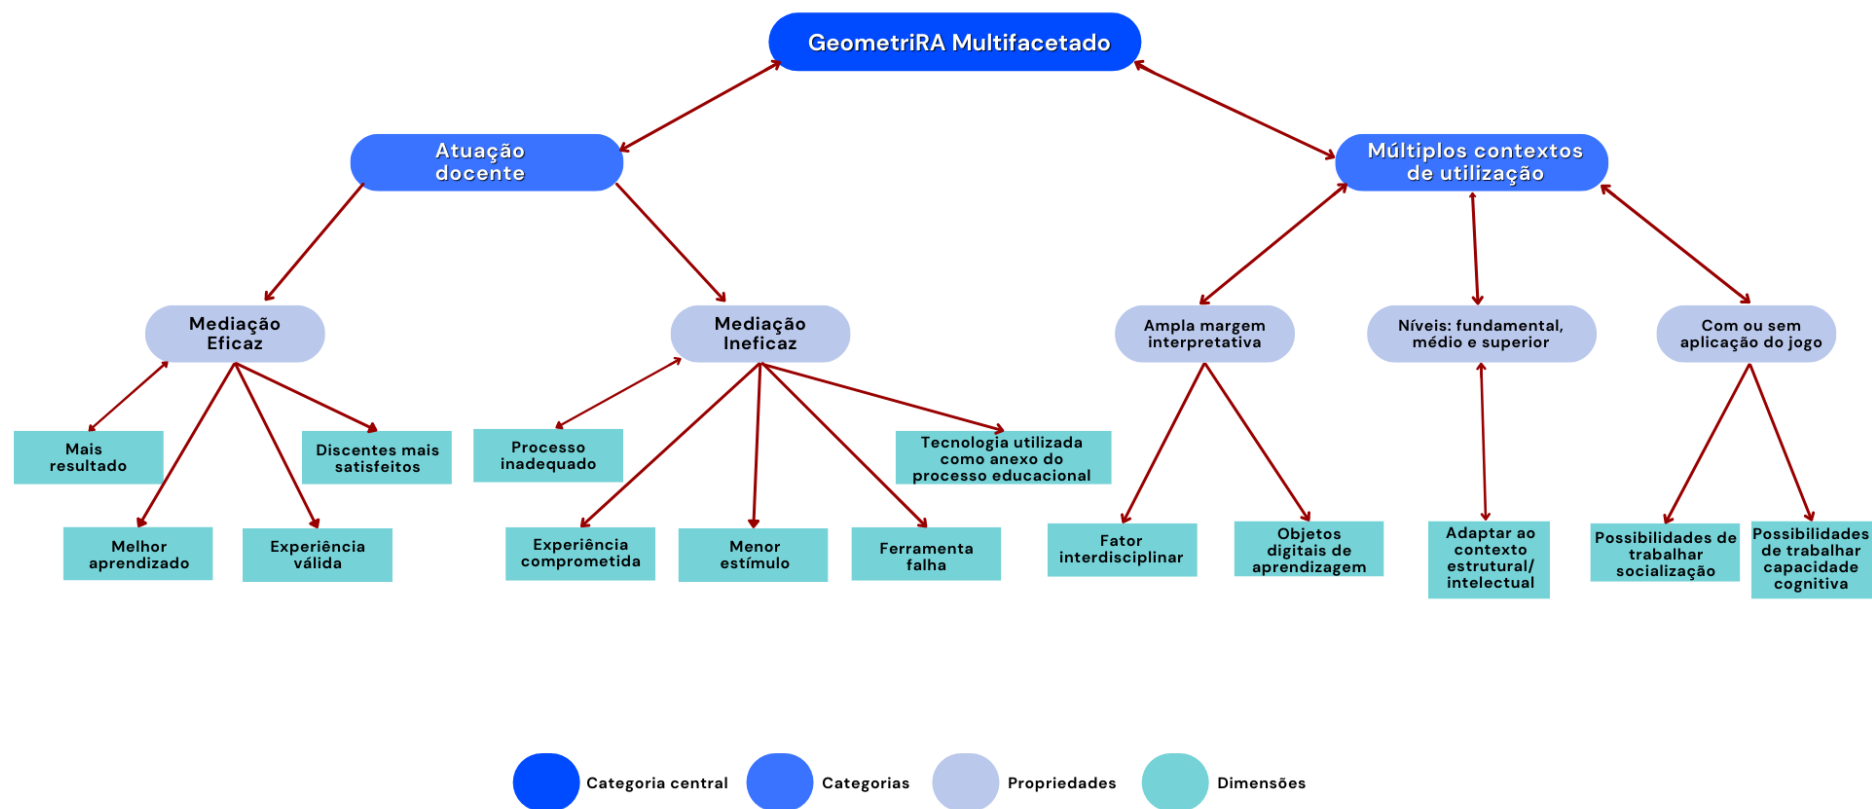 GeometriRA Multifacetado
Atuação
docente
Múltiplos contextos
de utilização
Mediação
Eficaz
Mediação
Ineficaz
Ampla margem
interpretativa
Níveis: fundamental,
médio e superior
Com ou sem
aplicação do jogo
Mais
resultado
Discentes mais
satisfeitos
Processo
inadequado
Tecnologia utilizada
como anexo do
processo educacional
Melhor
aprendizado
Experiência
válida
Experiência
comprometida
Menor
estímulo
Ferramenta
falha
Fator
interdisciplinar
Objetos
digitais de
aprendizagem
Adaptar ao
contexto
estrutural/
intelectual
Possibilidades de
trabalhar
socialização
Possibilidades
de trabalhar
capacidade
cognitiva
Categoria central
Categorias
Propriedades
Dimensões